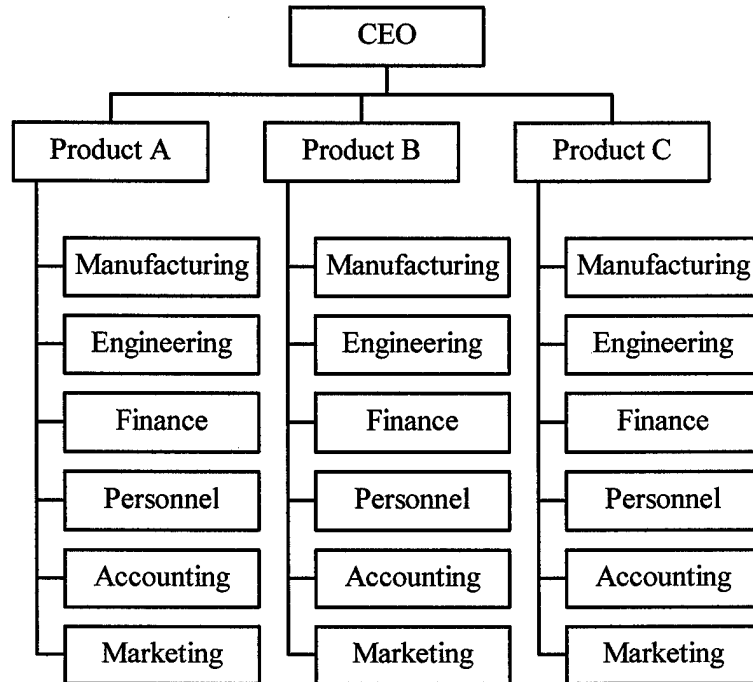 CEO
Product A
Product B
Product C
Manufacturing
Manufacturing
Manufacturing
Engineering
Engineering
Engineering
Finance
Finance
Finance
Personnel
Personnel
Personnel
Accounting
Accounting
Accounting
Marketing
Marketing
Marketing